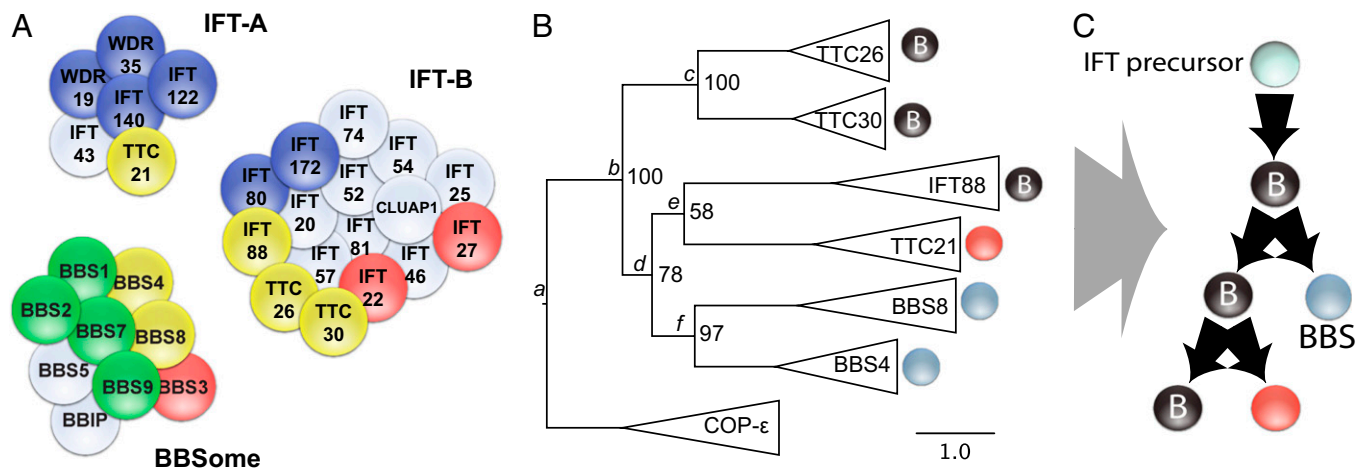 A
IFT-A
WDR
35
WDR
19
IFT
122
IFT
140
IFT
43
TTC
21
IFT-B
IFT
74
IFT
172
IFT
54
IFT
52
IFT
25
IFT
80
CLUAP1
IFT
20
IFT
27
IFT
88
IFT
81
IFT
57
IFT
46
IFT
22
TTC
26
TTC
30
BBS1
BBS4
BBS2
BBS7
BBS8
BBS5
BBS9
BBS3
BBIP
BBSome
B
TTC26
B
c
100
TTC30
B
b
100
IFT88
B
e
58
TTC21
d
78
a
BBS8
f
97
BBS4
COP-ε
1.0
C
IFT precursor
B
B
BBS
B